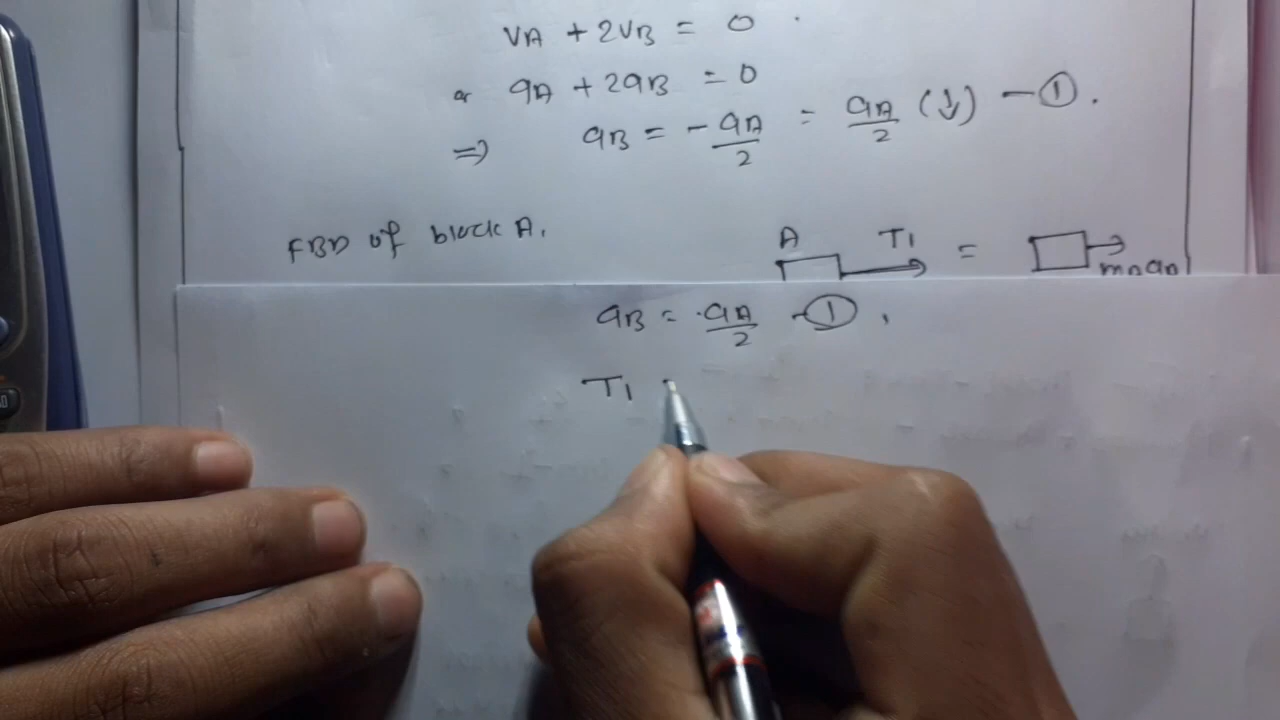 VA + 2VB = 0
or aA + 2aB = 0
⇒ aB = - aA/2 = aA/2 (↓) - ①.
FBD of block A.
A T1 = mAaA
aB = aA/2 - ①.
T1